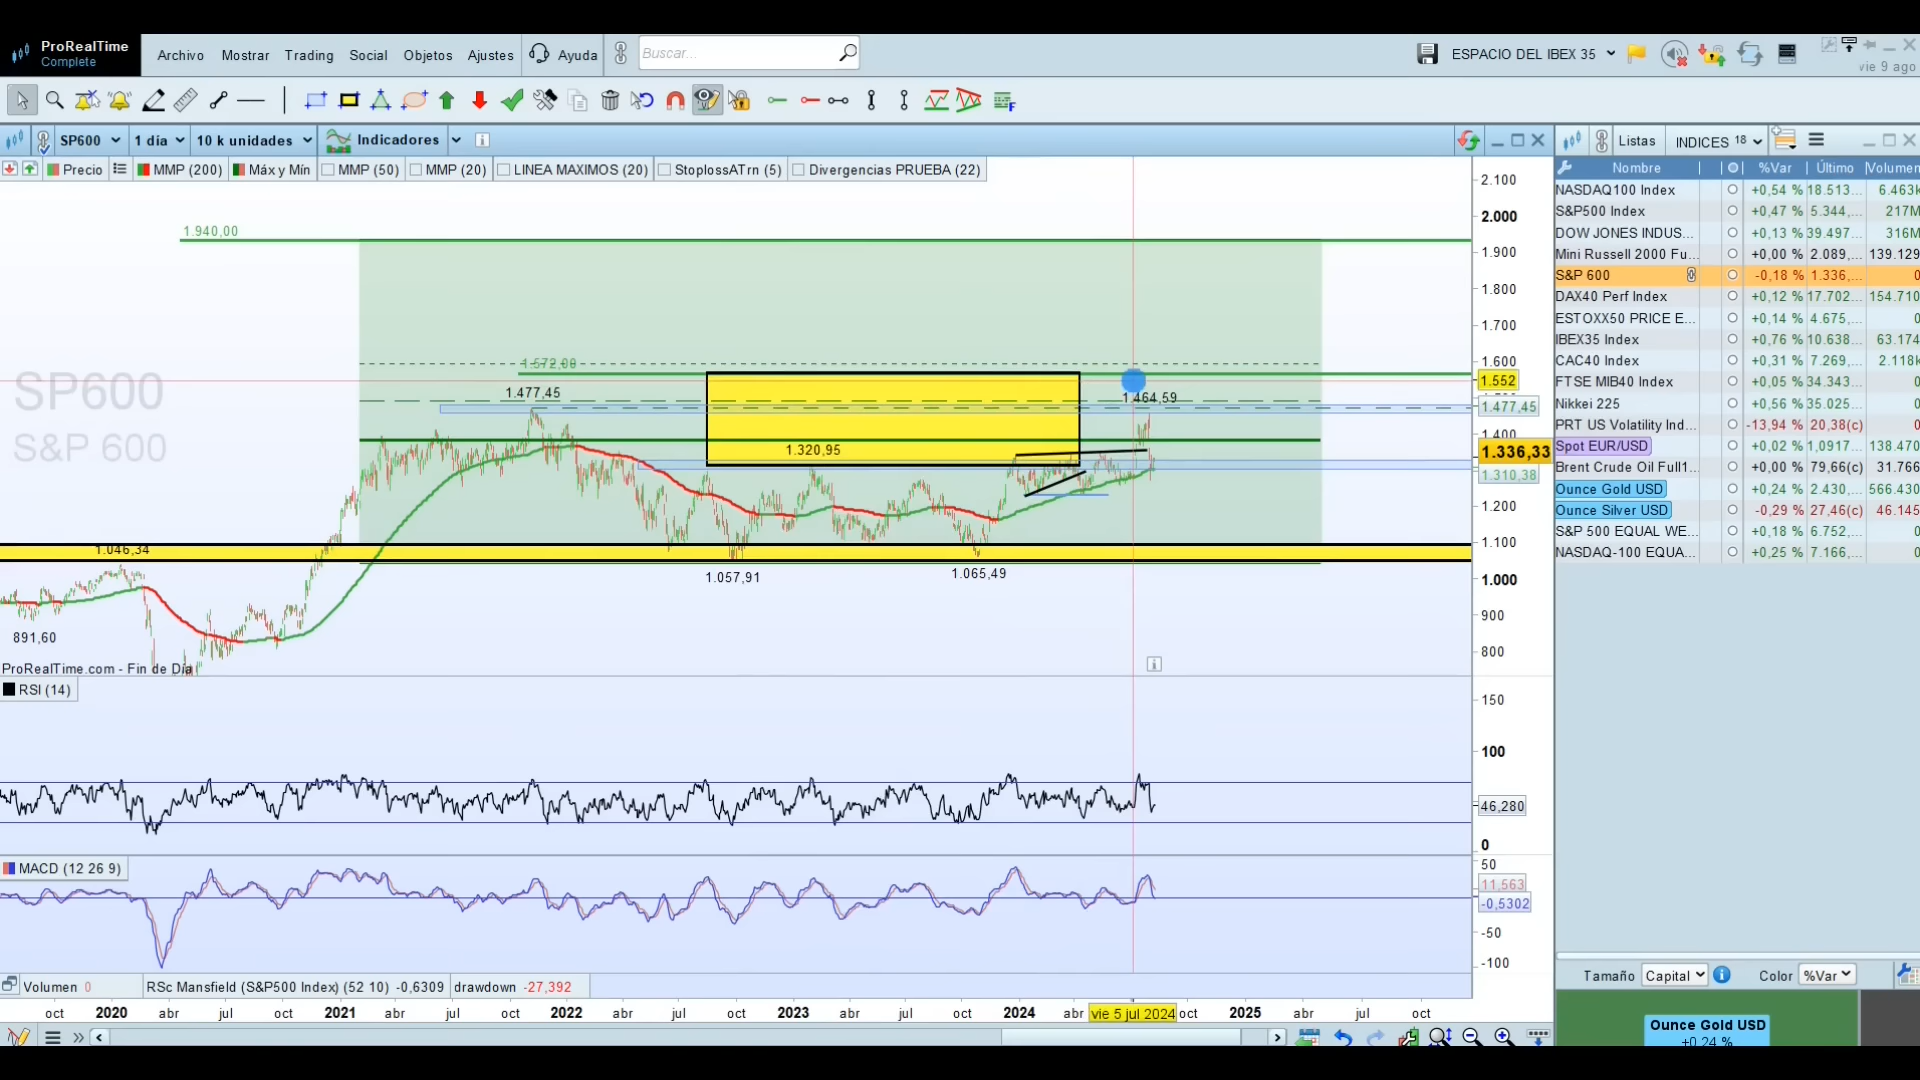 ProRealTime
Complete
Archivo Mostrar Trading Social Objetos Ajustes Ayuda Buscar... ESPACIO DEL IBEX 35
vie 9 ago
SP600 1 día 10 k unidades Indicadores
Listas INDICES 18
Precio MMP (200) Máx y Mín MMP (50) MMP (20) LINEA MAXIMOS (20) StoplossATrn (5) Divergencias PRUEBA (22)
Nombre %Var Último Volumen
NASDAQ100 Index +0,54 % 18.513... 6.463k
S&P500 Index +0,47 % 5.344,... 217M
DOW JONES INDUS... +0,13 % 39.497... 316M
Mini Russell 2000 Fu... +0,00 % 2.089,... 139.129
S&P 600 -0,18 % 1.336,... 0
DAX40 Perf Index +0,12 % 17.702... 154.710
ESTOXX50 PRICE E... +0,14 % 4.675,... 0
IBEX35 Index +0,76 % 10.638... 63.174
CAC40 Index +0,31 % 7.269,... 2.118k
FTSE MIB40 Index +0,05 % 34.343... 0
Nikkei 225 +0,56 % 35.025... 0
PRT US Volatility Ind... -13,94 % 20,38(c) 0
Spot EUR/USD +0,02 % 1,0917... 138.470
Brent Crude Oil Full1... +0,00 % 79,66(c) 31.766
Ounce Gold USD +0,24 % 2.430,... 566.430
Ounce Silver USD -0,29 % 27,46(c) 46.145
S&P 500 EQUAL WE... +0,18 % 6.752,... 0
NASDAQ-100 EQUA... +0,25 % 7.166,... 0
2.100
2.000
1.900
1.800
1.700
1.600
1.552
1.477,45
1.400
1.336,33
1.310,38
1.200
1.100
1.000
900
800
1.940,00
1.572,00
1.477,45
1.464,59
1.320,95
1.046,34
1.057,91
1.065,49
891,60
SP600
S&P 600
ProRealTime.com - Fin de Día
RSI (14)
150
100
46,280
0
MACD (12 26 9)
50
11,563
-0,5302
-50
-100
Volumen 0 RSc Mansfield (S&P500 Index) (52 10) -0,6309 drawdown -27,392
oct 2020 abr jul oct 2021 abr jul oct 2022 abr jul oct 2023 abr jul oct 2024 abr vie 5 jul 2024 oct 2025 abr jul oct
Tamaño Capital Color %Var
Ounce Gold USD
+0,24 %